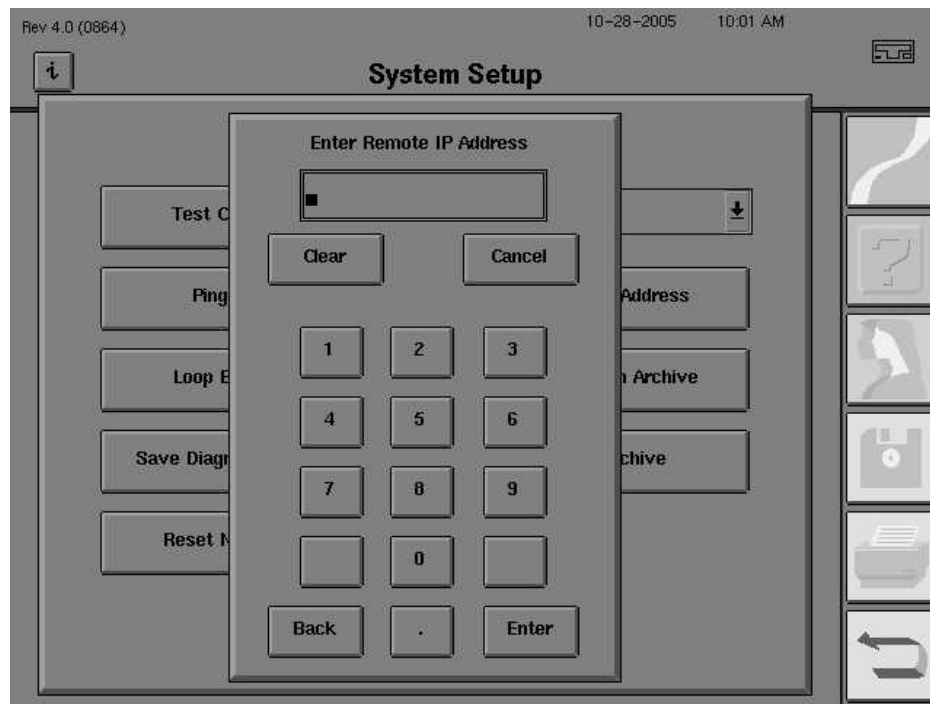 Rev 4.0 (0864)
10-28-2005 10:01 AM
i
System Setup
Enter Remote IP Address
Clear Cancel
1 2 3
4 5 6
7 8 9
0
Back . Enter
Test C
Ping
Loop E
Save Diagr
Reset N
Address
n Archive
chive
?